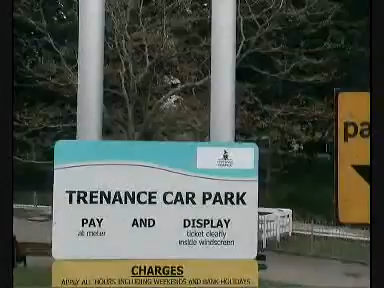 TRENANCE CAR PARK
PAY AND DISPLAY
at meter ticket clearly
inside windscreen
CHARGES
APPLY ALL HOURS INCLUDING WEEKENDS AND BANK HOLIDAYS
pa